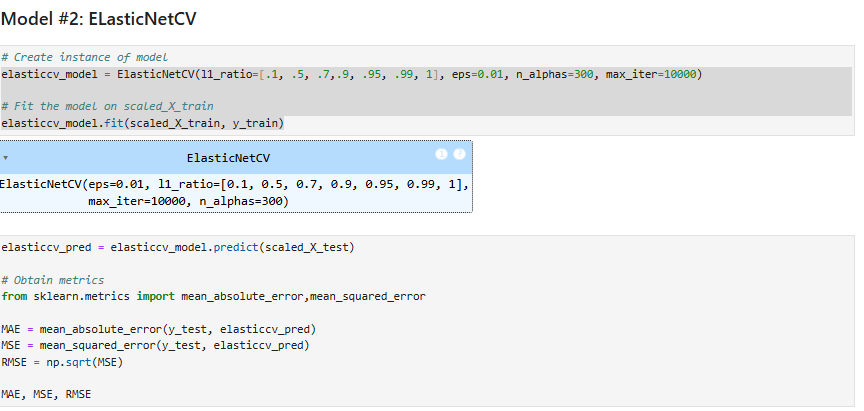 Model #2: ELasticNetCV
# Create instance of model
elasticcv_model = ElasticNetCV(l1_ratio=[.1, .5, .7,.9, .95, .99, 1], eps=0.01, n_alphas=300, max_iter=10000)
# Fit the model on scaled_X_train
elasticcv_model.fit(scaled_X_train, y_train)
▾ ElasticNetCV i ?
ElasticNetCV(eps=0.01, l1_ratio=[0.1, 0.5, 0.7, 0.9, 0.95, 0.99, 1],
max_iter=10000, n_alphas=300)
elasticcv_pred = elasticcv_model.predict(scaled_X_test)
# Obtain metrics
from sklearn.metrics import mean_absolute_error,mean_squared_error
MAE = mean_absolute_error(y_test, elasticcv_pred)
MSE = mean_squared_error(y_test, elasticcv_pred)
RMSE = np.sqrt(MSE)
MAE, MSE, RMSE